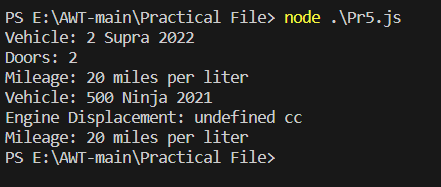 PS E:\AWT-main\Practical File> node .\Pr5.js
Vehicle: 2 Supra 2022
Doors: 2
Mileage: 20 miles per liter
Vehicle: 500 Ninja 2021
Engine Displacement: undefined cc
Mileage: 20 miles per liter
PS E:\AWT-main\Practical File>